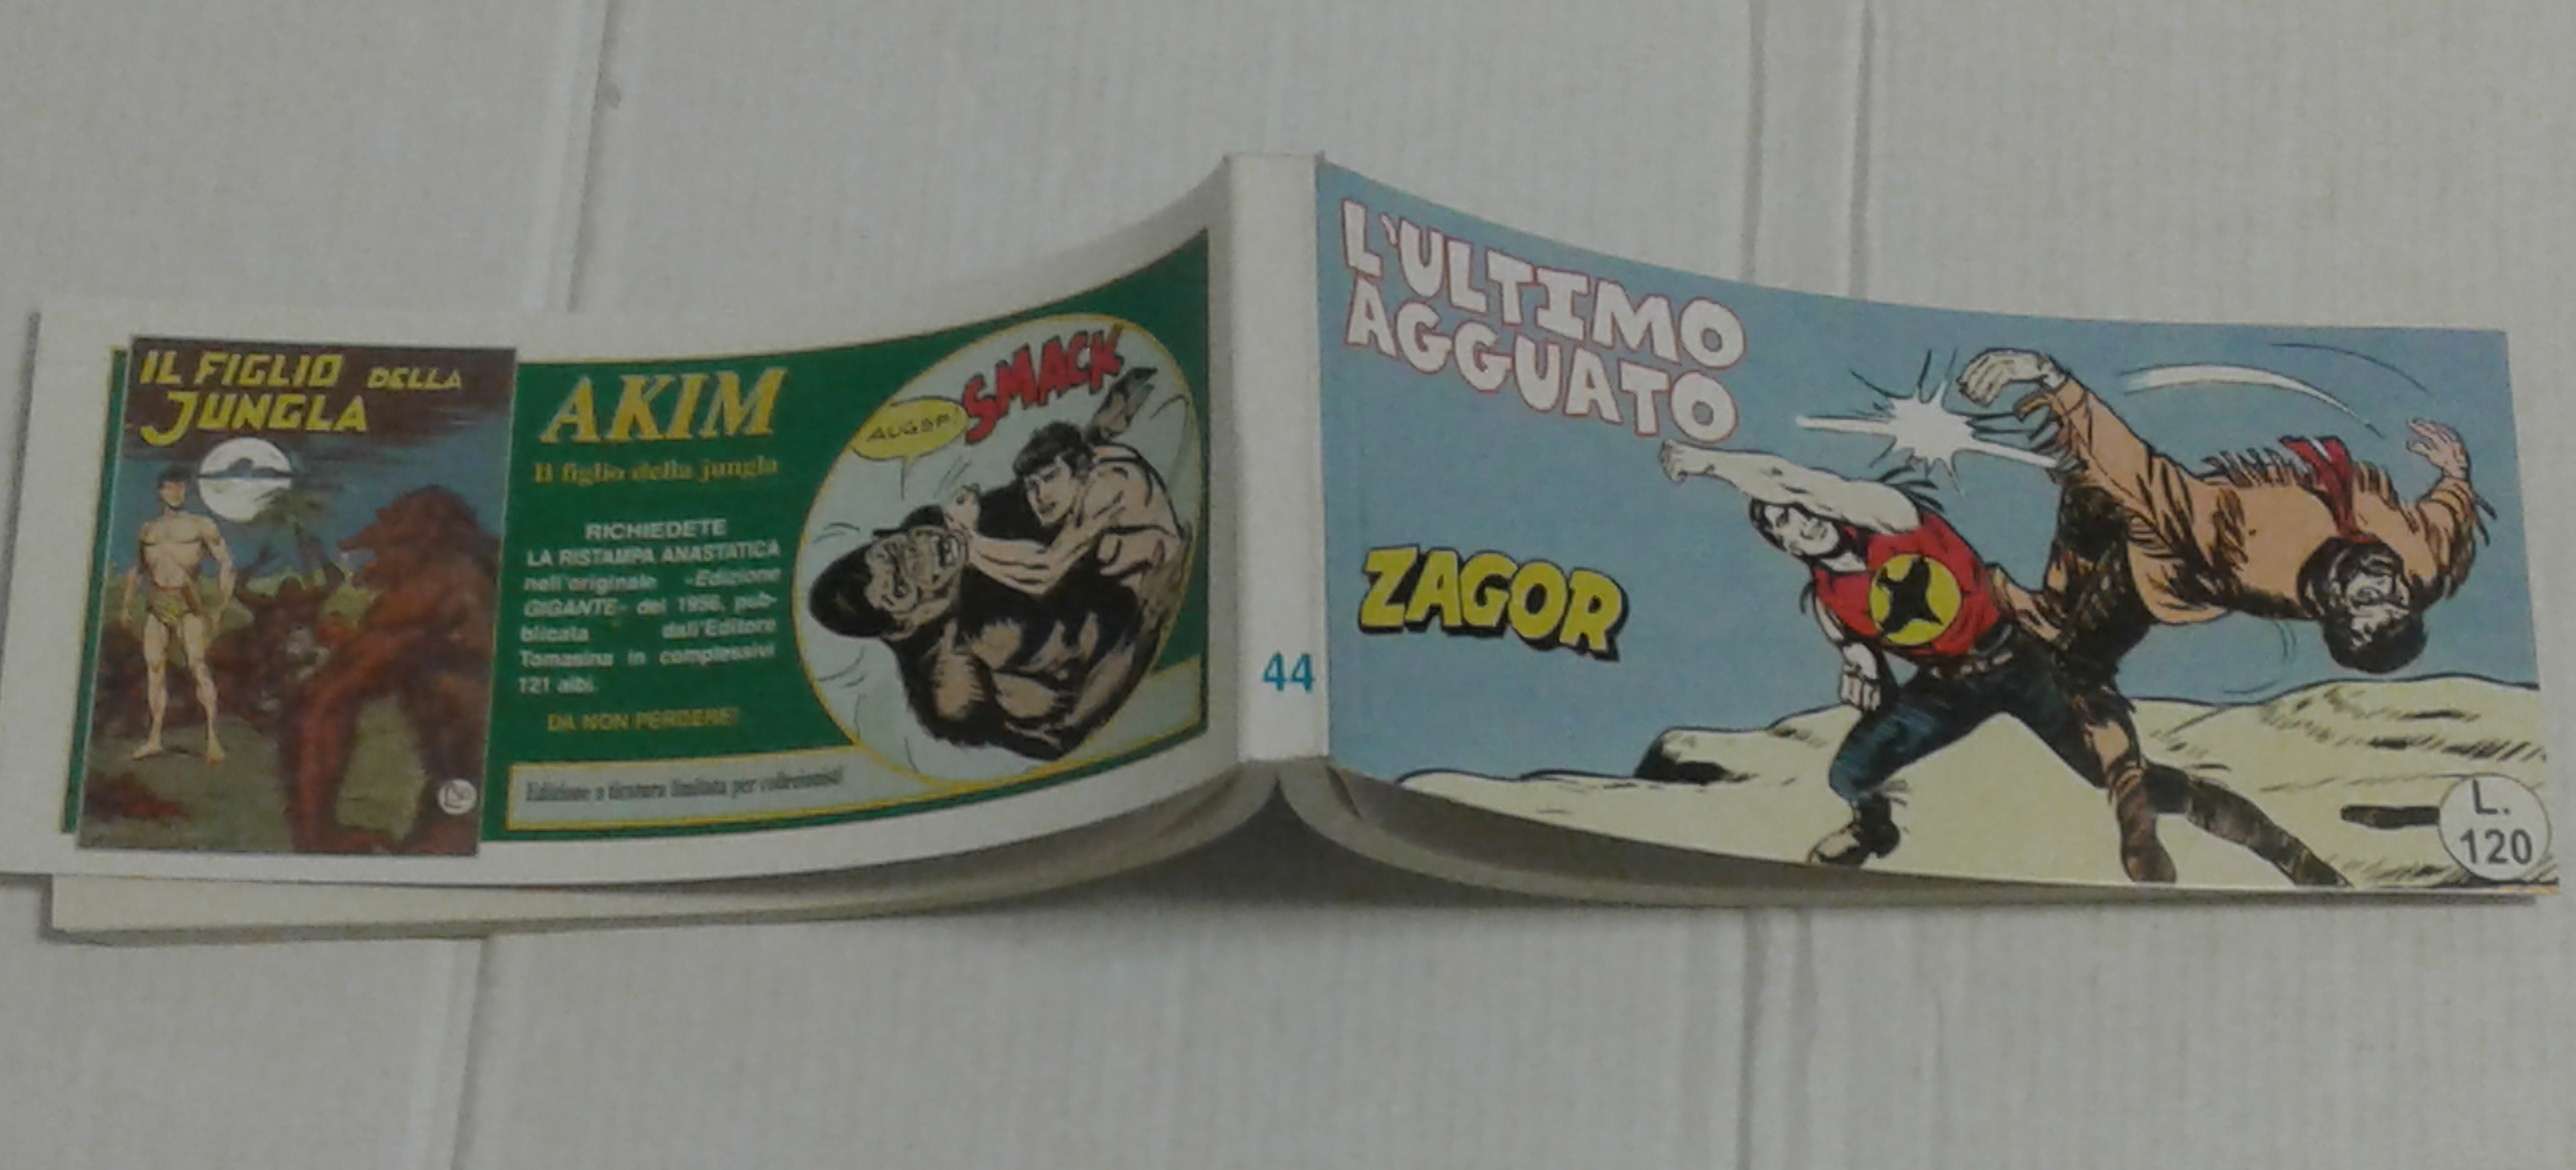 IL FIGLIO DELLA
JUNGLA
AKIM
Il figlio della jungla
RICHIEDETE
LA RISTAMPA ANASTATICA
nell'originale «Edizione
GIGANTE» del 1956, pub-
blicata dall'Editore
Tomasina in complessivi
121 albi.
DA NON PERDERE!
Edizione a tiratura limitata per collezionisti!
SMACK
44
L'ULTIMO
AGGUATO
ZAGOR
L.
120